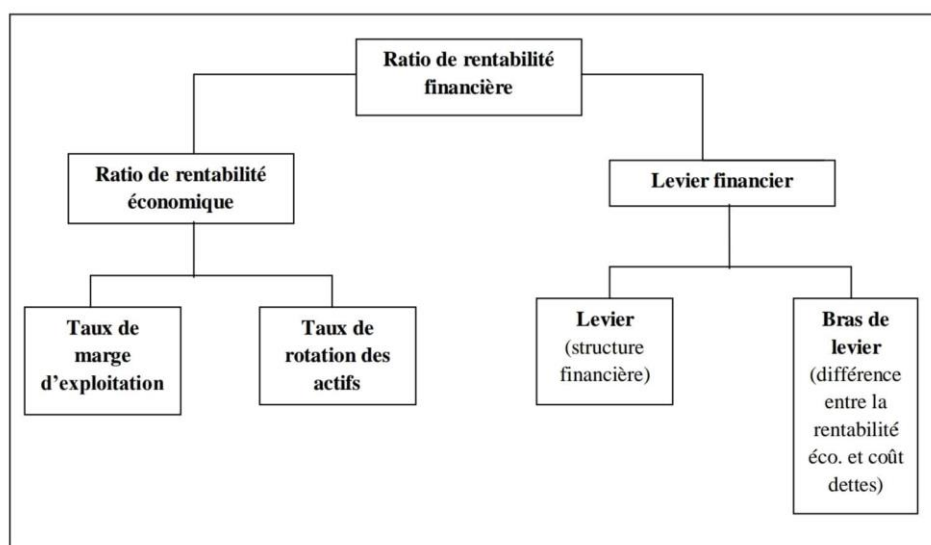 Ratio de rentabilité
financière
Ratio de rentabilité
économique
Levier financier
Taux de
marge
d'exploitation
Taux de
rotation des
actifs
Levier
(structure
financière)
Bras de
levier
(différence
entre la
rentabilité
éco. et coût
dettes)